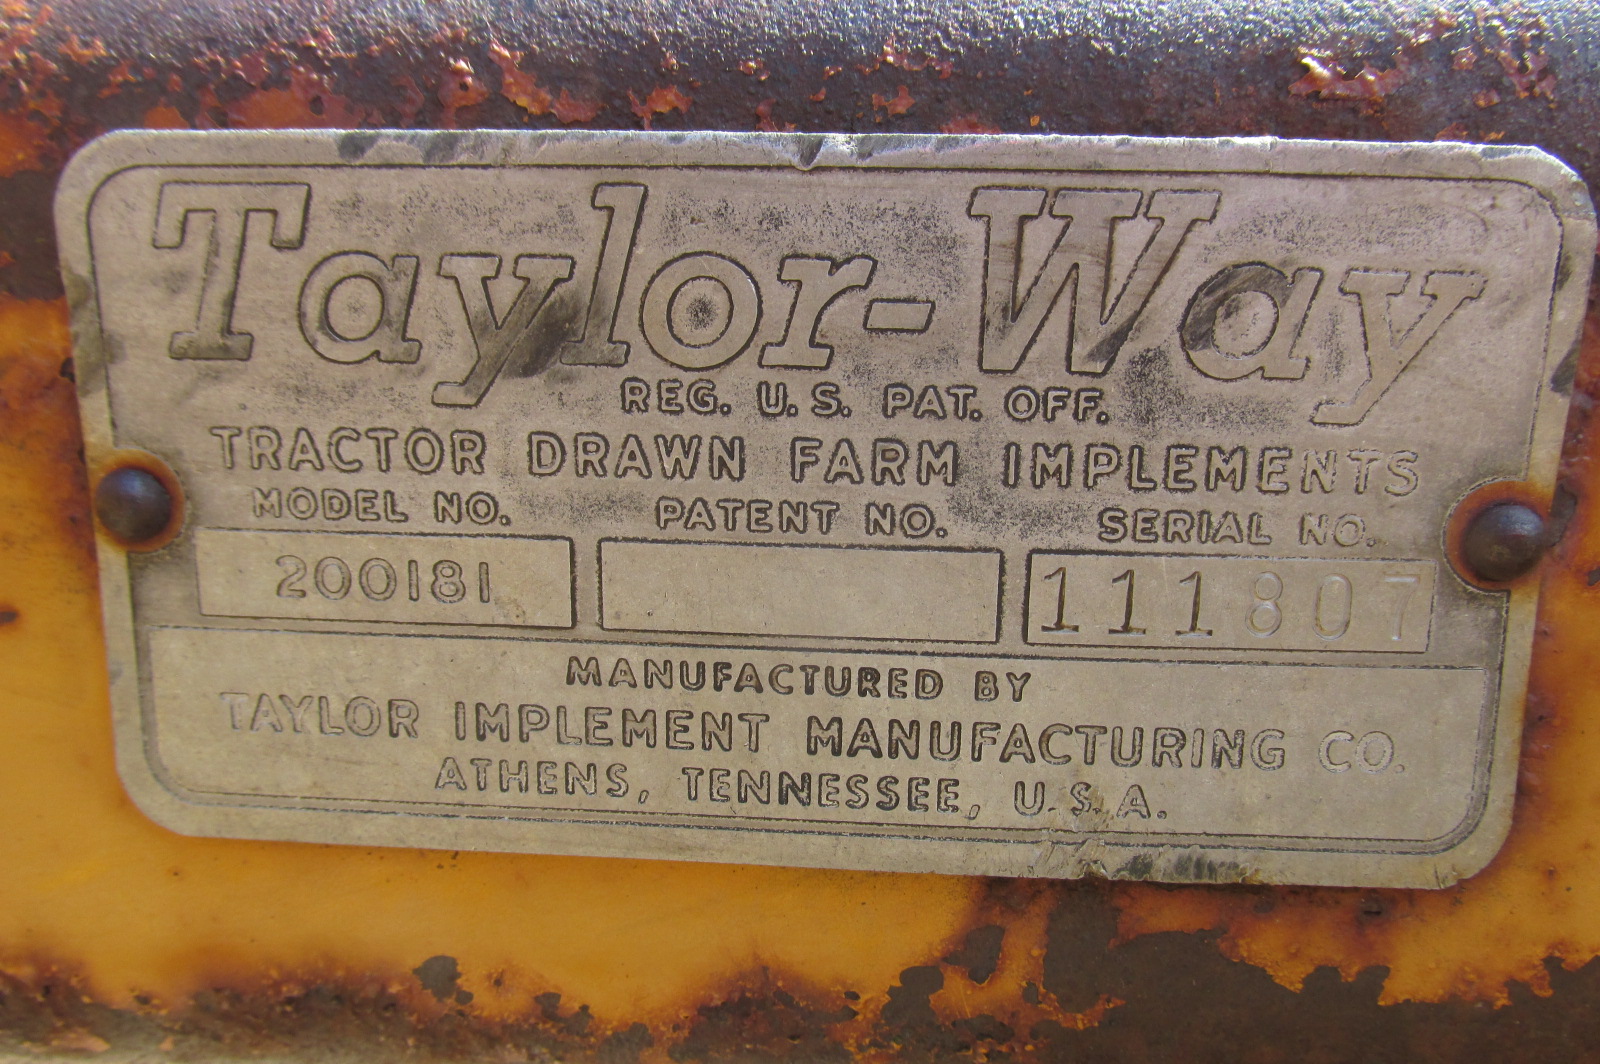 Taylor-Way
REG. U.S. PAT. OFF.
TRACTOR DRAWN FARM IMPLEMENTS
MODEL NO. PATENT NO. SERIAL NO.
200181 111807
MANUFACTURED BY
TAYLOR IMPLEMENT MANUFACTURING CO.
ATHENS, TENNESSEE, U.S.A.